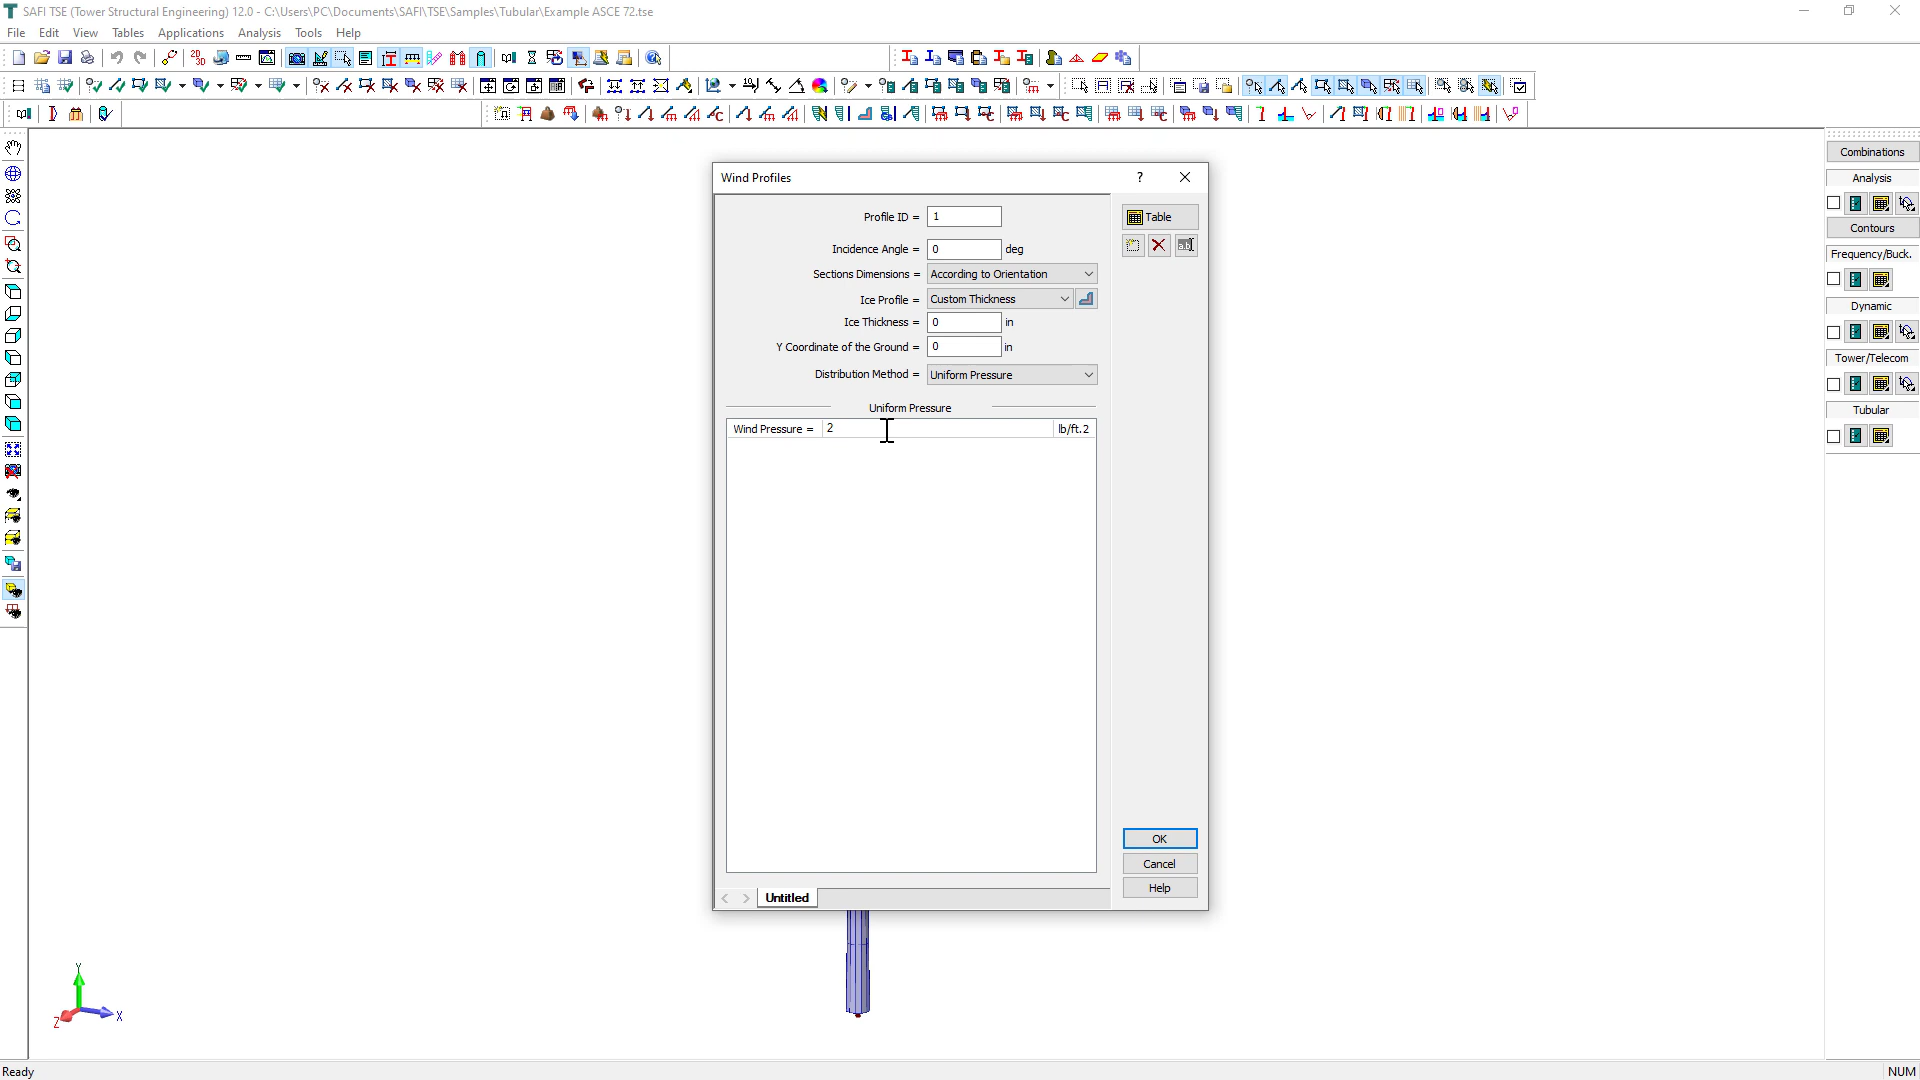 SAFI TSE (Tower Structural Engineering) 12.0 - C:\Users\PC\Documents\SAFI\TSE\Samples\Tubular\Example ASCE 72.tse
File Edit View Tables Applications Analysis Tools Help
Wind Profiles ?
Profile ID = 1
Table
Incidence Angle = 0 deg
Sections Dimensions = According to Orientation
Ice Profile = Custom Thickness
Ice Thickness = 0 in
Y Coordinate of the Ground = 0 in
Distribution Method = Uniform Pressure
Uniform Pressure
Wind Pressure = 2 lb/ft.2
OK
Cancel
Help
Untitled
Combinations
Analysis
Contours
Frequency/Buck.
Dynamic
Tower/Telecom
Tubular
Y
X
Z
Ready NUM